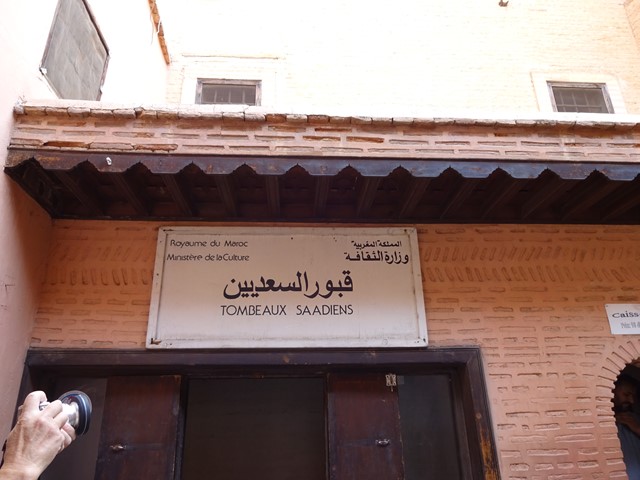 Royaume du Maroc
Ministère de la Culture
المملكة المغربية
وزارة الثقافة
قبور السعديين
TOMBEAUX SAADIENS